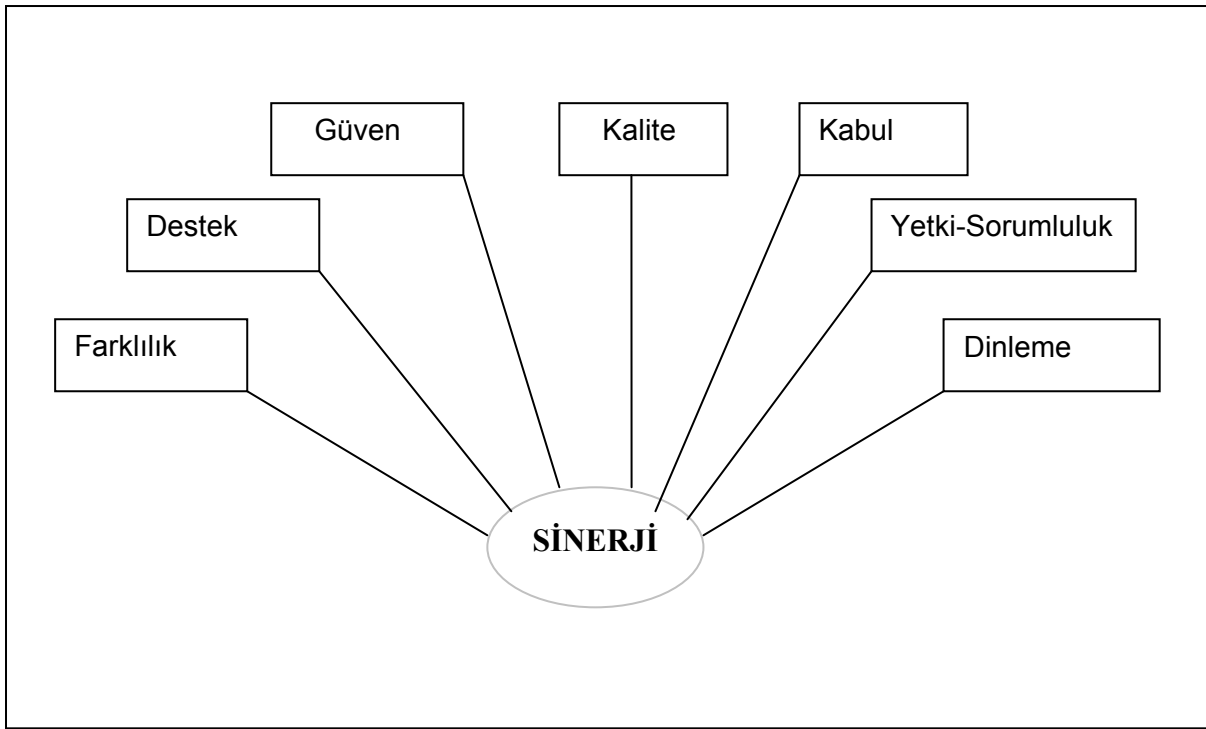 Güven
Kalite
Kabul
Destek
Yetki-Sorumluluk
Farklılık
Dinleme
SİNERJİ